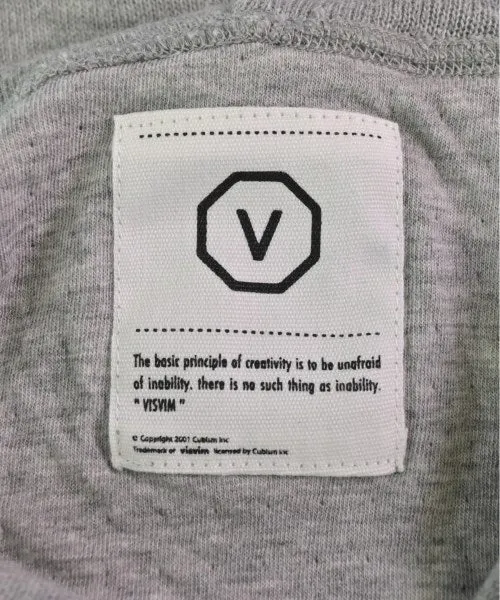 V
The basic principle of creativity is to be unafraid
of inability. there is no such thing as inability.
" VISVIM "
© Copyright 2001 Cubism Inc
Trademark of visvim licensed by Cubism inc